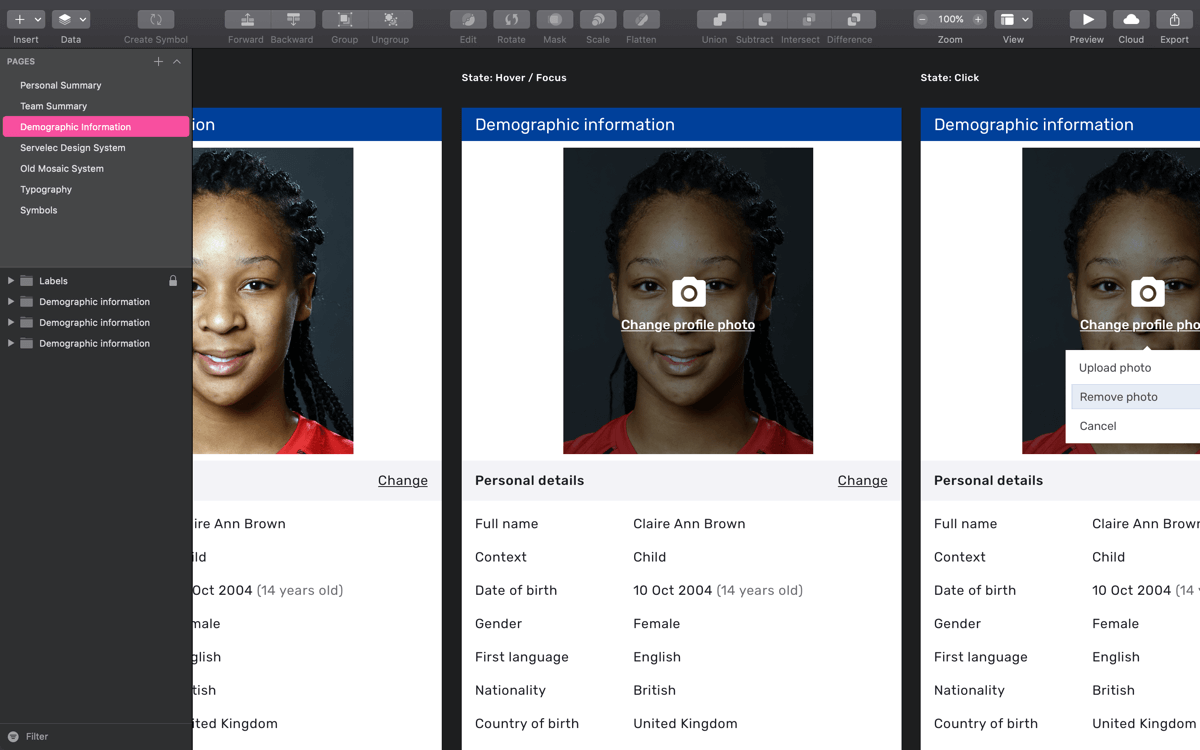 Insert
Data
Create Symbol
Forward
Backward
Group
Ungroup
Edit
Rotate
Mask
Scale
Flatten
Union
Subtract
Intersect
Difference
100%
Zoom
View
Preview
Cloud
Export
PAGES
Personal Summary
Team Summary
Demographic Information
Servelec Design System
Old Mosaic System
Typography
Symbols
Labels
Demographic information
Demographic information
Demographic information
Filter
ion
Change
ire Ann Brown
ild
Oct 2004 (14 years old)
male
glish
tish
ited Kingdom
State: Hover / Focus
Demographic information
Change profile photo
Personal details
Change
Full name Claire Ann Brown
Context Child
Date of birth 10 Oct 2004 (14 years old)
Gender Female
First language English
Nationality British
Country of birth United Kingdom
State: Click
Demographic information
Change profile pho
Upload photo
Remove photo
Cancel
Personal details
Full name Claire Ann Brown
Context Child
Date of birth 10 Oct 2004 (14
Gender Female
First language English
Nationality British
Country of birth United Kingdom